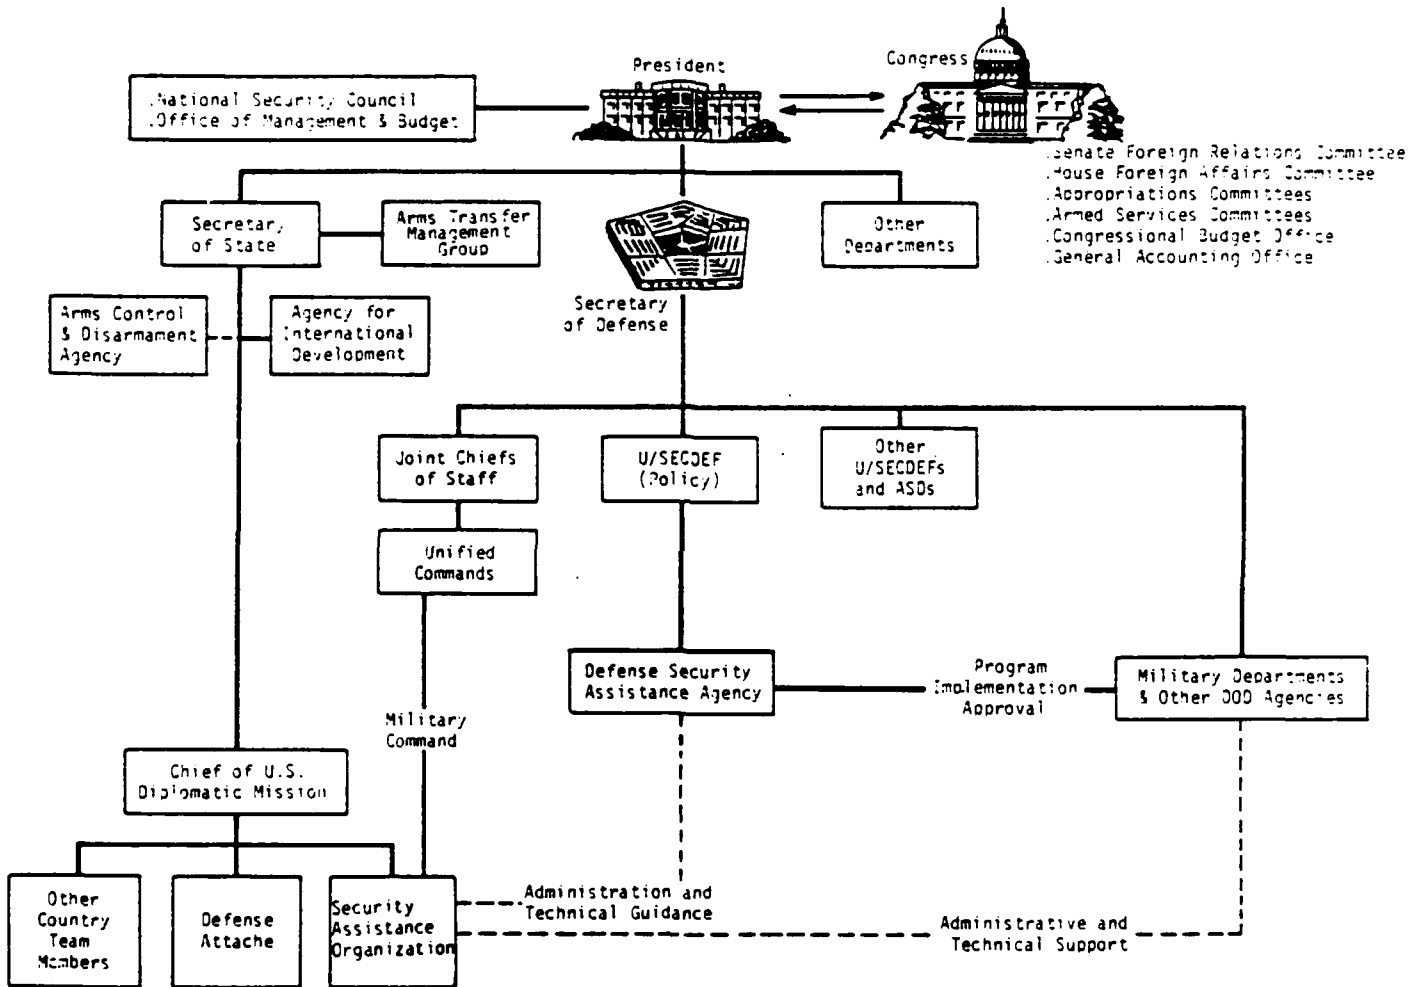 President
Congress
.National Security Council
.Office of Management & Budget
.Senate Foreign Relations Committee
.House Foreign Affairs Committee
.Appropriations Committees
.Armed Services Committees
.Congressional Budget Office
.General Accounting Office
Secretary
of State
Arms Transfer
Management
Group
Other
Departments
Secretary
of Defense
Arms Control
& Disarmament
Agency
Agency for
International
Development
Joint Chiefs
of Staff
U/SECDEF
(Policy)
Other
U/SECDEFs
and ASDs
Unified
Commands
Defense Security
Assistance Agency
Program
Implementation
Approval
Military Departments
& Other DOD Agencies
Military
Command
Chief of U.S.
Diplomatic Mission
Other
Country
Team
Members
Defense
Attache
Security
Assistance
Organization
Administration and
Technical Guidance
Administrative and
Technical Support